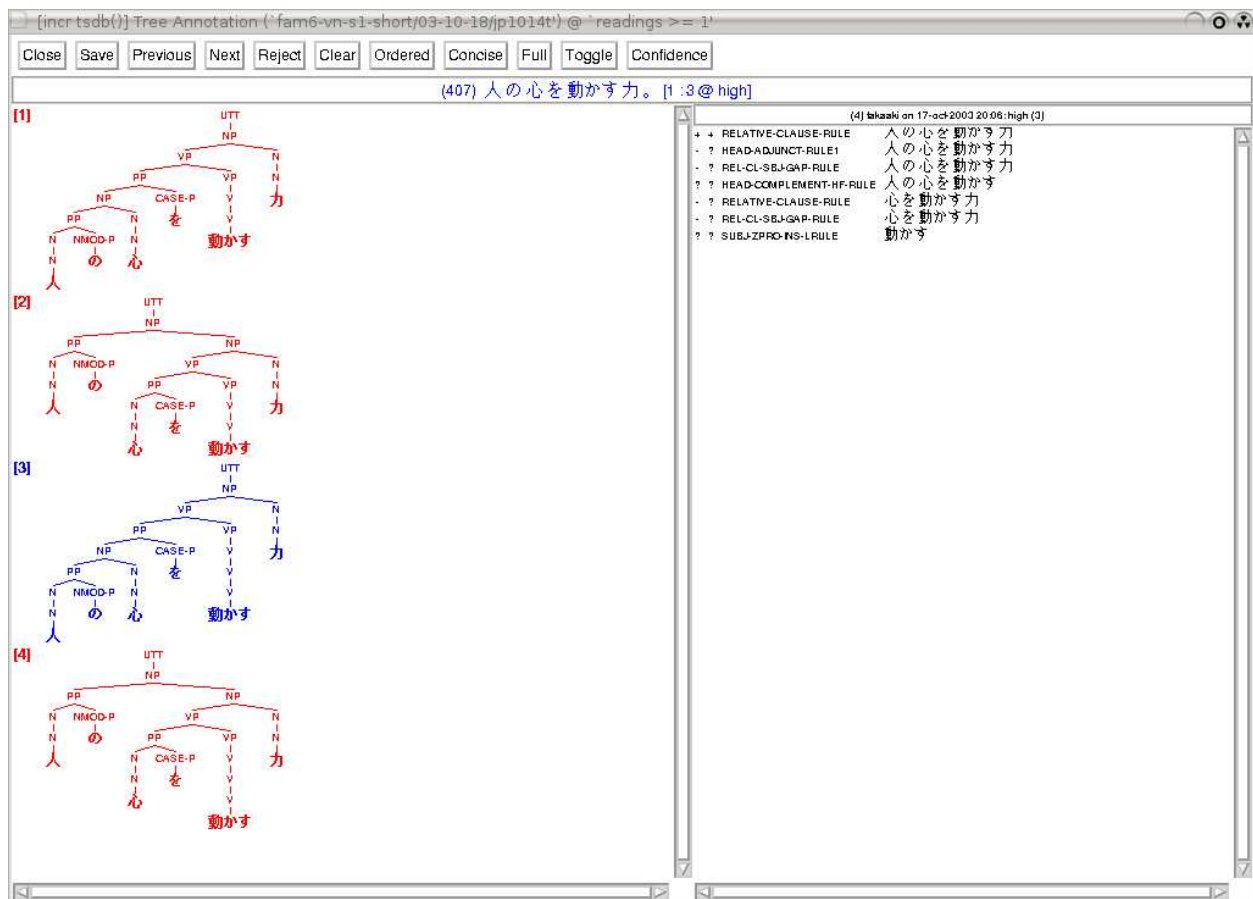 [incr tsdb()] Tree Annotation (`fam6-vn-s1-short/03-10-18/jp1014t') @ `readings >= 1'
Close Save Previous Next Reject Clear Ordered Concise Full Toggle Confidence
(407) 人の心を動かす力。 [1 : 3 @ high]
(4) takaaki on 17-oct-2003 20:06: high (3)
[1]
UTT
NP
VP N
PP VP N
NP CASE-P V 力
PP N を V
N NMOD-P N 動かす
N の 心
人
[2]
UTT
NP
PP NP
N NMOD-P VP N
N の PP VP N
人 N CASE-P V 力
N を V
心 動かす
[3]
UTT
NP
VP N
PP VP N
NP CASE-P V 力
PP N を V
N NMOD-P N V
N の 心 動かす
人
[4]
UTT
NP
PP NP
N NMOD-P VP N
N の PP VP N
人 N CASE-P V 力
N を V
心 V
動かす
+ + RELATIVE-CLAUSE-RULE 人の心を動かす力
- ? HEAD-ADJUNCT-RULE1 人の心を動かす力
- ? REL-CL-SBJ-GAP-RULE 人の心を動かす力
? ? HEAD-COMPLEMENT-HF-RULE 人の心を動かす
- ? RELATIVE-CLAUSE-RULE 心を動かす力
- ? REL-CL-SBJ-GAP-RULE 心を動かす力
? ? SUBJ-ZPRO-INS-LRULE 動かす